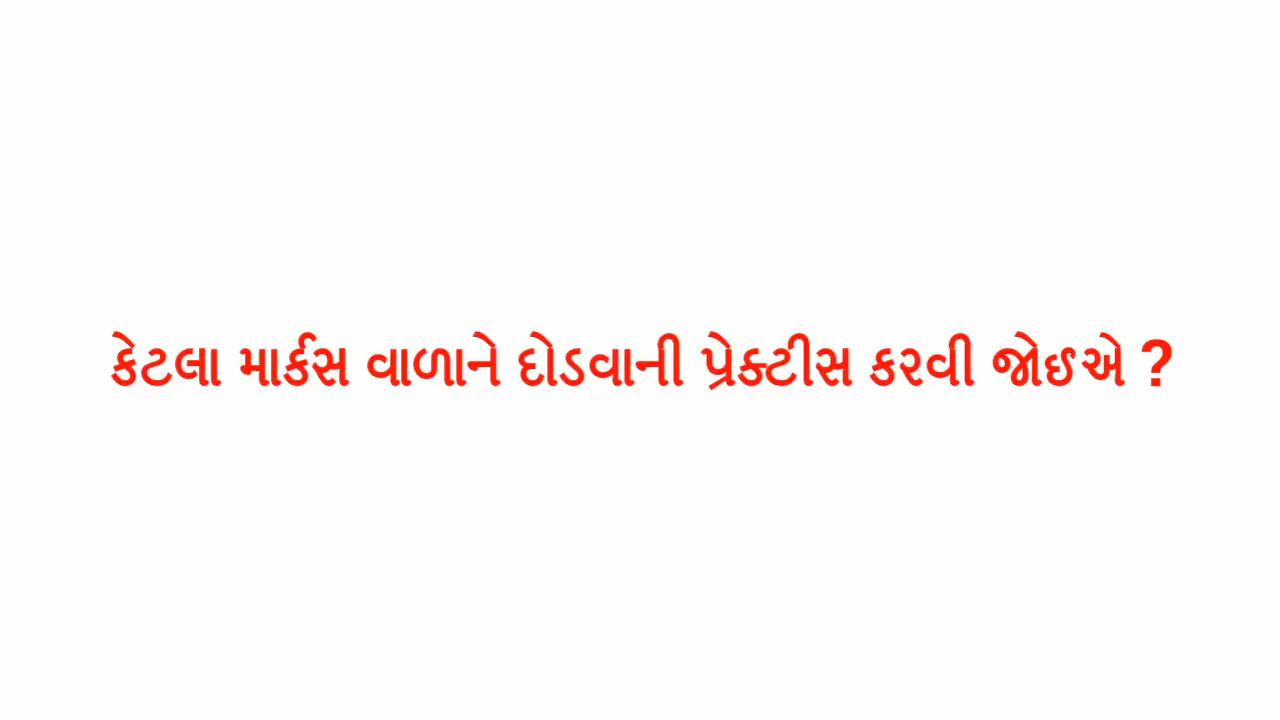 કેટલા માર્કસ વાળાને દોડવાની પ્રેક્ટીસ કરવી જોઇએ ?